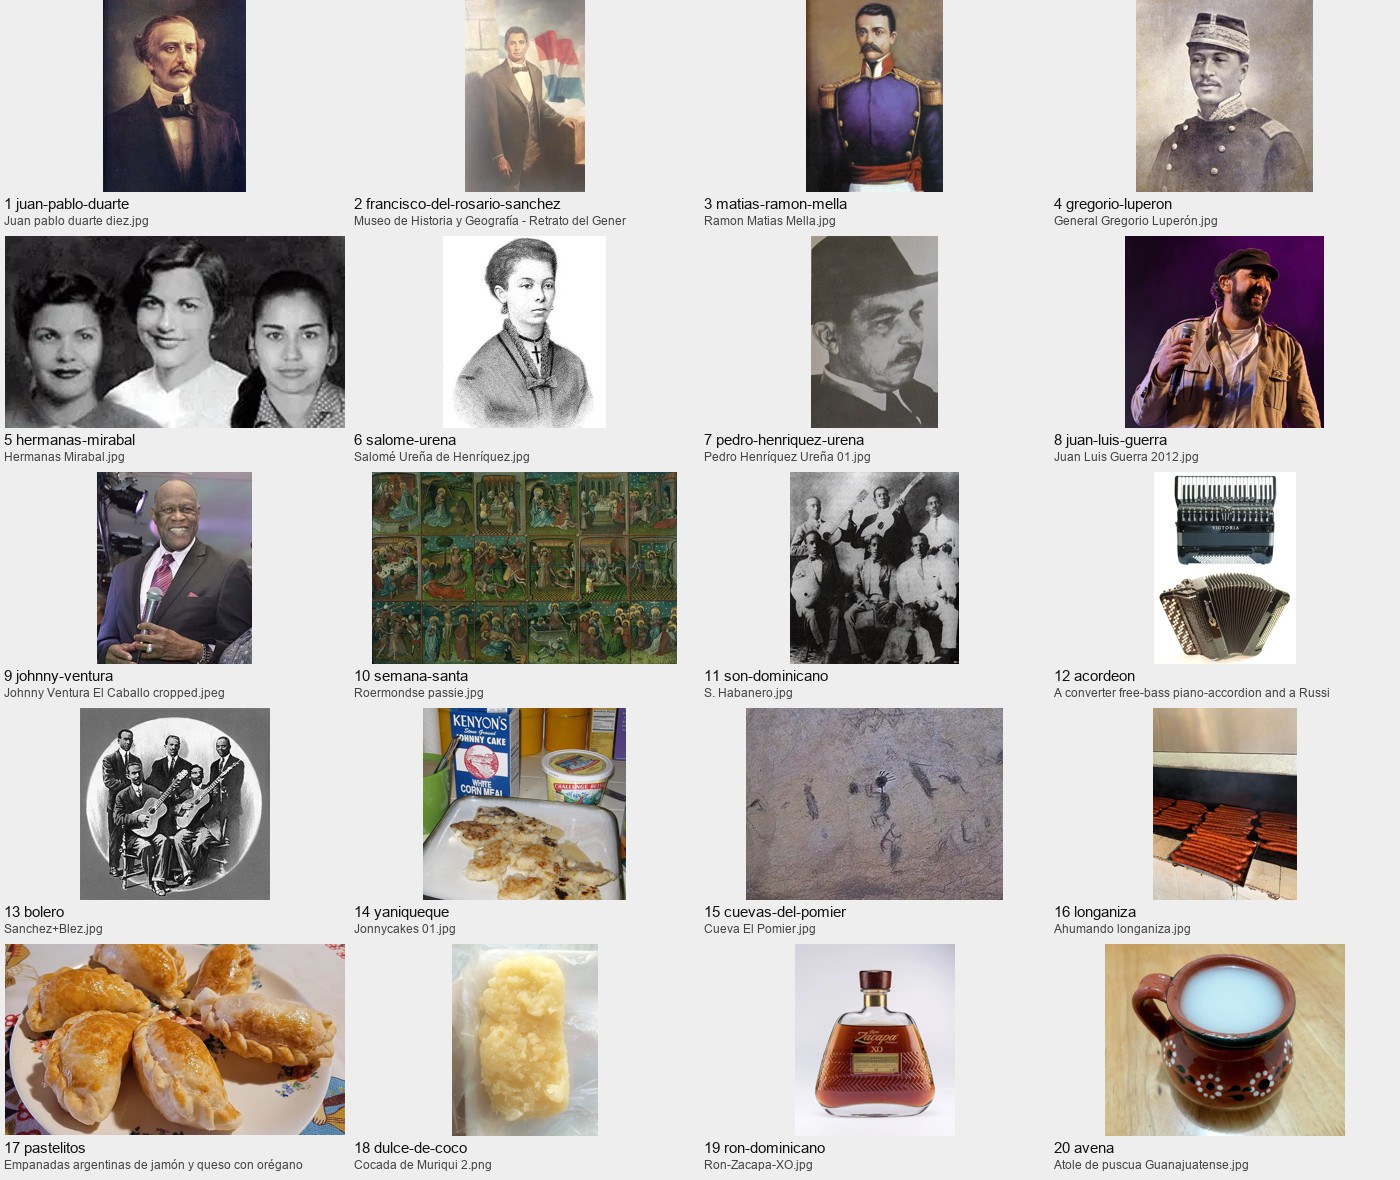 1 juan-pablo-duarte
Juan pablo duarte diez.jpg
2 francisco-del-rosario-sanchez
Museo de Historia y Geografía - Retrato del Gener
3 matias-ramon-mella
Ramon Matias Mella.jpg
4 gregorio-luperon
General Gregorio Luperón.jpg
5 hermanas-mirabal
Hermanas Mirabal.jpg
6 salome-urena
Salomé Ureña de Henríquez.jpg
7 pedro-henriquez-urena
Pedro Henríquez Ureña 01.jpg
8 juan-luis-guerra
Juan Luis Guerra 2012.jpg
9 johnny-ventura
Johnny Ventura El Caballo cropped.jpeg
10 semana-santa
Roermondse passie.jpg
11 son-dominicano
S. Habanero.jpg
VICTORIA
12 acordeon
A converter free-bass piano-accordion and a Russi
13 bolero
Sanchez+Blez.jpg
KENYON'S
Stone Ground
JOHNNY CAKE
WHITE
CORN MEAL
CHALLENGE
14 yaniqueque
Jonnycakes 01.jpg
15 cuevas-del-pomier
Cueva El Pomier.jpg
16 longaniza
Ahumando longaniza.jpg
17 pastelitos
Empanadas argentinas de jamón y queso con orégano
18 dulce-de-coco
Cocada de Muriqui 2.png
Ron
Zacapa
XO
19 ron-dominicano
Ron-Zacapa-XO.jpg
20 avena
Atole de puscua Guanajuatense.jpg